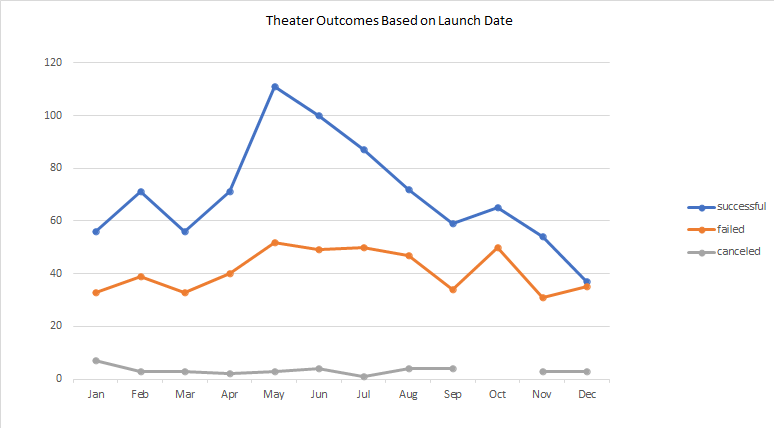 Theater Outcomes Based on Launch Date
120
100
80
60
40
20
0
Jan Feb Mar Apr May Jun Jul Aug Sep Oct Nov Dec
successful
failed
canceled